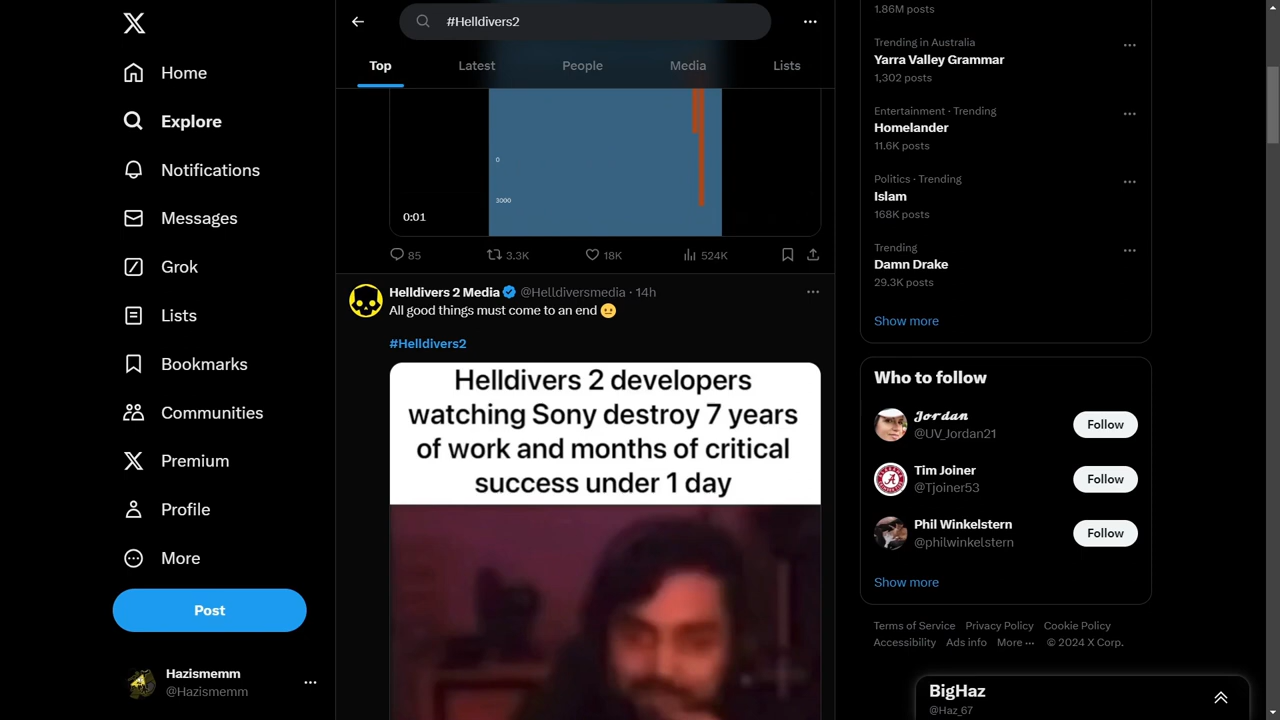 Home
Explore
Notifications
Messages
Grok
Lists
Bookmarks
Communities
Premium
Profile
More
Post
Hazismemm
@Hazismemm
#Helldivers2
Top
Latest
People
Media
Lists
0
3000
0:01
85
3.3K
18K
524K
Helldivers 2 Media @Helldiversmedia · 14h
All good things must come to an end 😐
#Helldivers2
Helldivers 2 developers
watching Sony destroy 7 years
of work and months of critical
success under 1 day
1.86M posts
Trending in Australia
Yarra Valley Grammar
1,302 posts
Entertainment · Trending
Homelander
11.6K posts
Politics · Trending
Islam
168K posts
Trending
Damn Drake
29.3K posts
Show more
Who to follow
𝓙𝓸𝓻𝓭𝓪𝓷
@UV_Jordan21
Follow
Tim Joiner
@Tjoiner53
Follow
Phil Winkelstern
@philwinkelstern
Follow
Show more
Terms of Service Privacy Policy Cookie Policy
Accessibility Ads info More ··· © 2024 X Corp.
BigHaz
@Haz_67